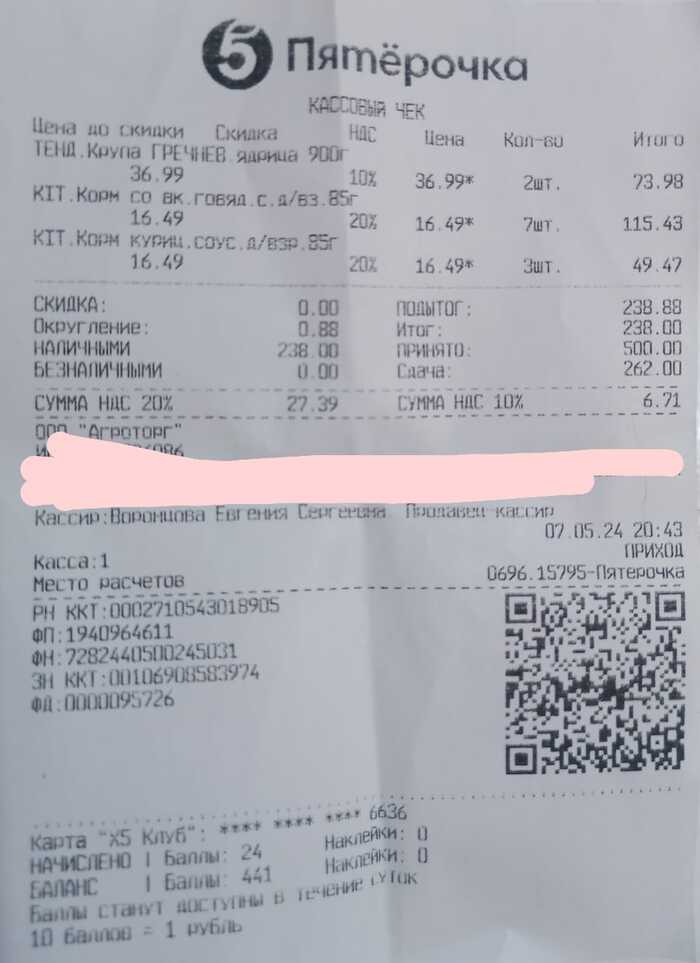 5 Пятёрочка
КАССОВЫЙ ЧЕК
Цена до скидки Скидка НДС Цена Кол-во Итого
ТЕНД.Крупа ГРЕЧНЕВ.ядрица 900г
36.99 10% 36.99* 2шт. 73.98
KIT.Корм со вк.говяд.с.д/вз.85г
16.49 20% 16.49* 7шт. 115.43
KIT.Корм куриц.соус.д/взр.85г
16.49 20% 16.49* 3шт. 49.47
СКИДКА: 0.00 ПОДЫТОГ: 238.88
Округление: 0.88 Итог: 238.00
НАЛИЧНЫМИ 238.00 ПРИНЯТО: 500.00
БЕЗНАЛИЧНЫМИ 0.00 Сдача: 262.00
СУММА НДС 20% 27.39 СУММА НДС 10% 6.71
ООО "Агроторг"
Кассир:Воронцова Евгения Сергеевна Продавец-кассир
07.05.24 20:43
Касса:1 ПРИХОД
Место расчетов 0696.15795-Пятерочка
РН ККТ:0002710543018905
ФП:1940964611
ФН:7282440500245031
ЗН ККТ:00106908583974
ФД:0000095726
Карта "X5 Клуб": **** **** **** 6636
НАЧИСЛЕНО | Баллы: 24 Наклейки: 0
БАЛАНС | Баллы: 441 Наклейки: 0
Баллы станут доступны в течение суток
10 баллов = 1 рубль